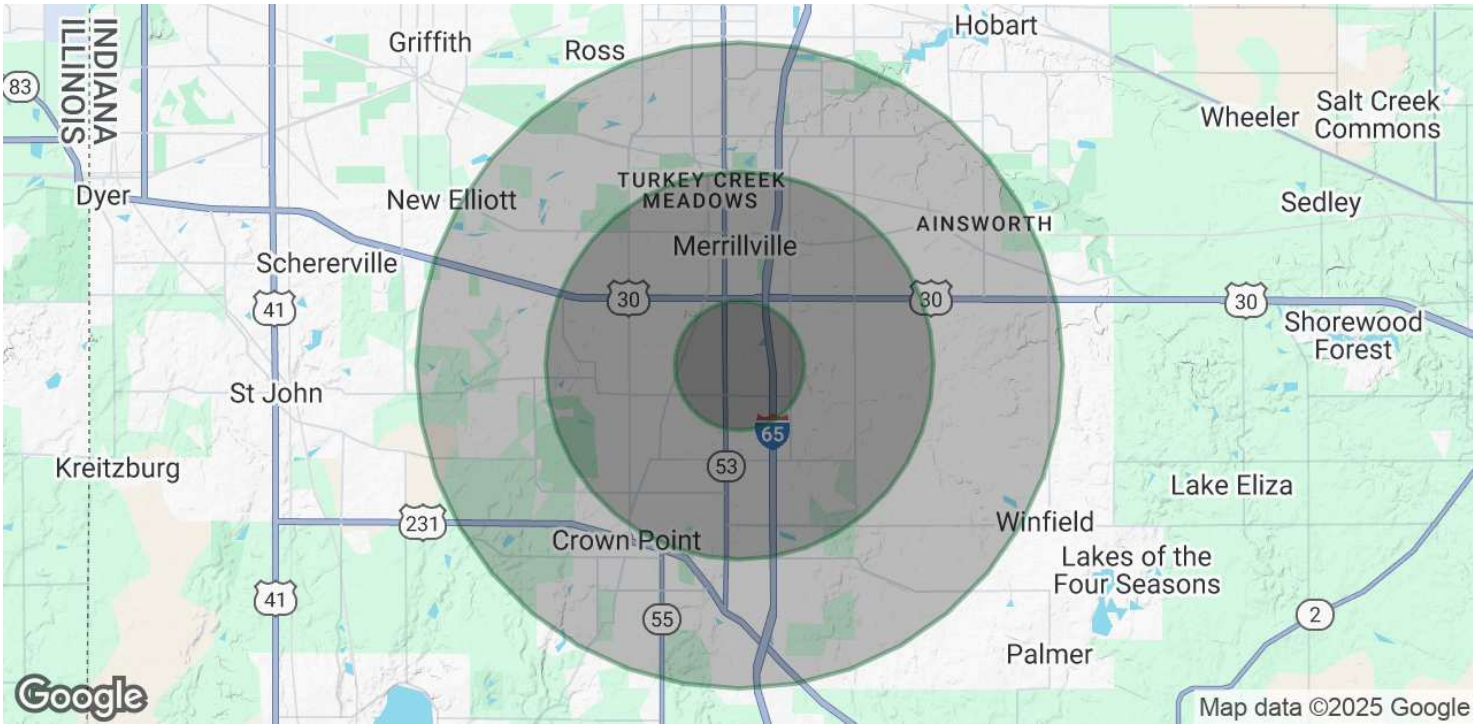 Hobart
Griffith
Ross
83
INDIANA
ILLINOIS
Salt Creek
Commons
Wheeler
TURKEY CREEK
MEADOWS
Dyer
New Elliott
Sedley
AINSWORTH
Merrillville
Schererville
30
30
30
41
Shorewood
Forest
St John
65
53
Kreitzburg
Lake Eliza
231
Winfield
Crown Point
Lakes of the
Four Seasons
41
55
2
Palmer
Google
Map data ©2025 Google